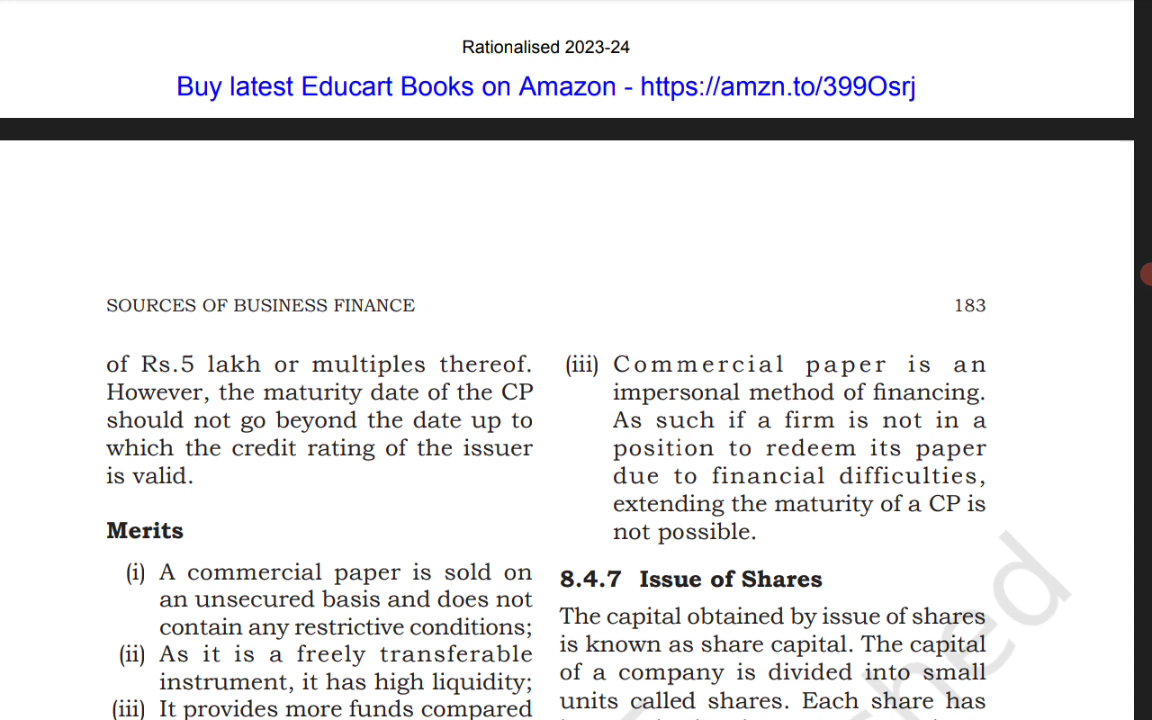 Rationalised 2023-24
Buy latest Educart Books on Amazon - https://amzn.to/399Osrj
SOURCES OF BUSINESS FINANCE 183
of Rs.5 lakh or multiples thereof.
However, the maturity date of the CP
should not go beyond the date up to
which the credit rating of the issuer
is valid.
Merits
(i) A commercial paper is sold on
an unsecured basis and does not
contain any restrictive conditions;
(ii) As it is a freely transferable
instrument, it has high liquidity;
(iii) It provides more funds compared
(iii) Commercial paper is an
impersonal method of financing.
As such if a firm is not in a
position to redeem its paper
due to financial difficulties,
extending the maturity of a CP is
not possible.
8.4.7 Issue of Shares
The capital obtained by issue of shares
is known as share capital. The capital
of a company is divided into small
units called shares. Each share has